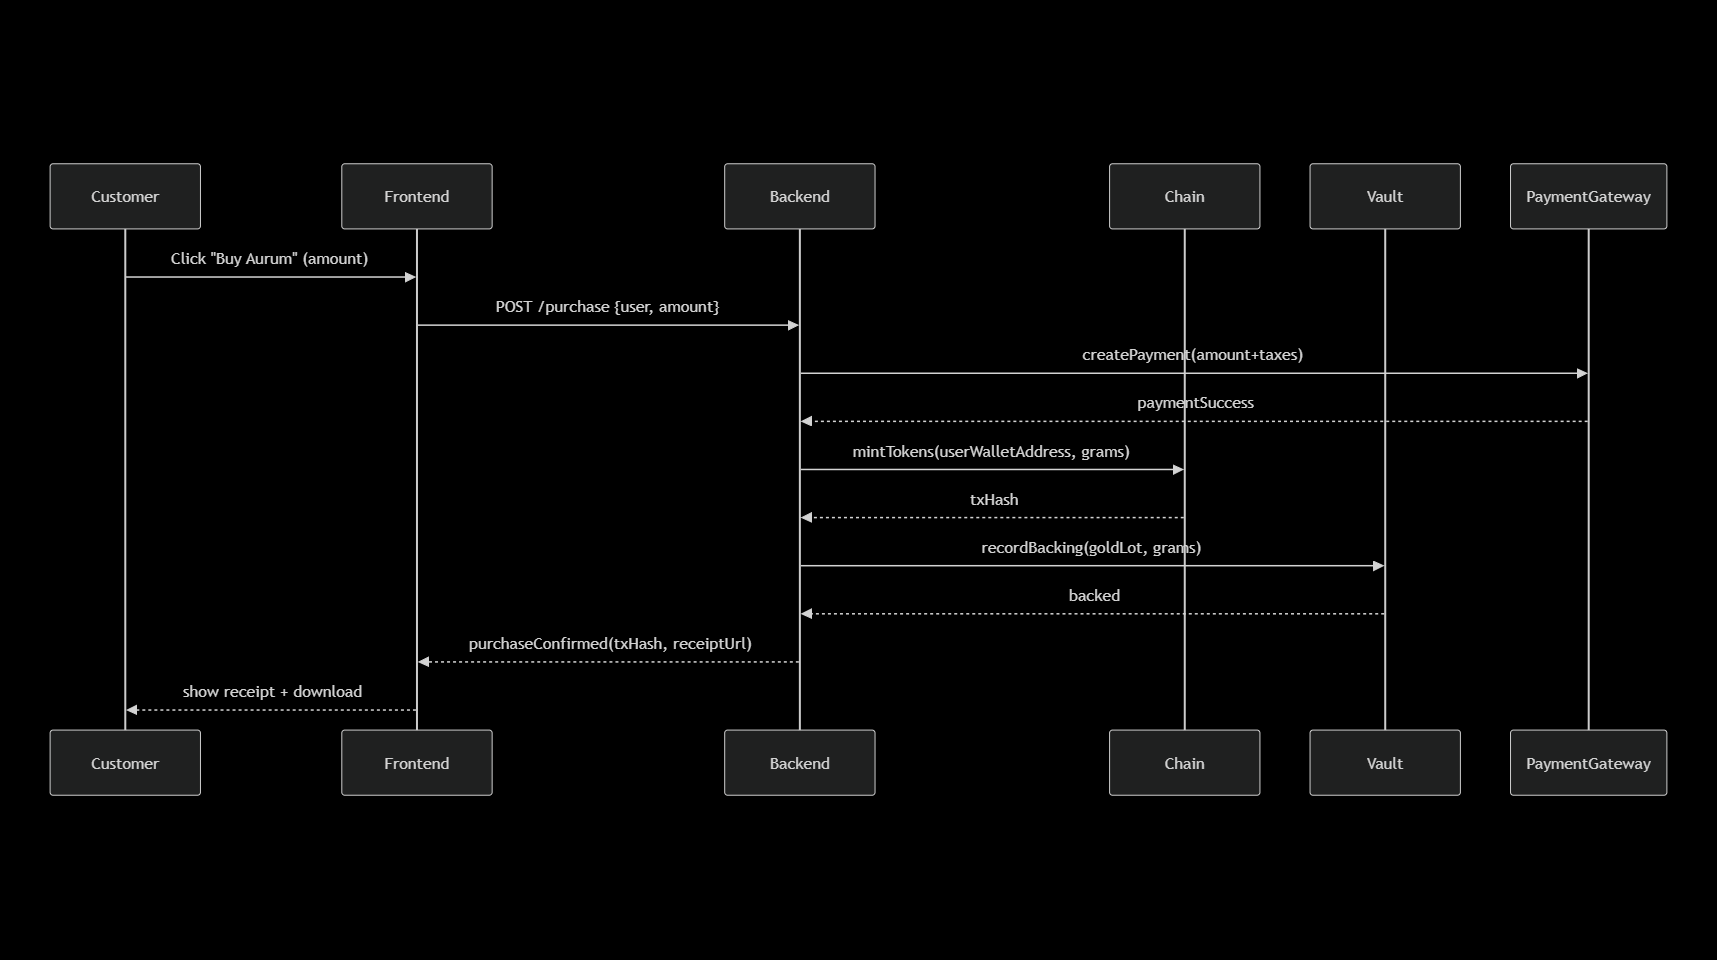 Customer
Frontend
Backend
Chain
Vault
PaymentGateway
Click "Buy Aurum" (amount)
POST /purchase {user, amount}
createPayment(amount+taxes)
paymentSuccess
mintTokens(userWalletAddress, grams)
txHash
recordBacking(goldLot, grams)
backed
purchaseConfirmed(txHash, receiptUrl)
show receipt + download
Customer
Frontend
Backend
Chain
Vault
PaymentGateway